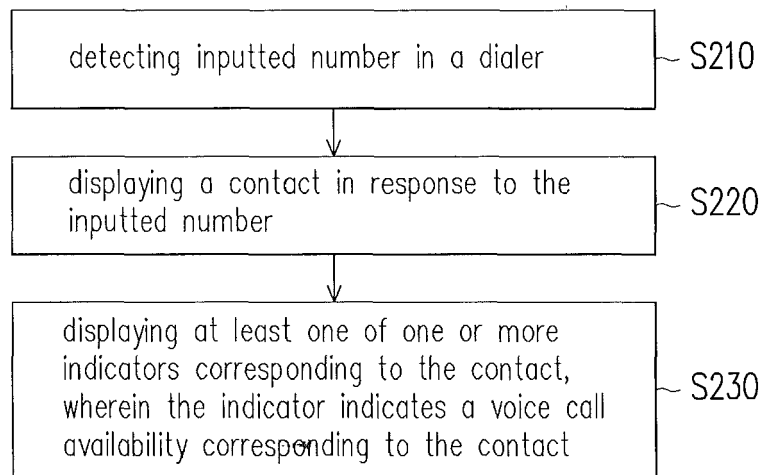 detecting inputted number in a dialer
S210
displaying a contact in response to the
inputted number
S220
displaying at least one of one or more
indicators corresponding to the contact,
wherein the indicator indicates a voice call
availability corresponding to the contact
S230